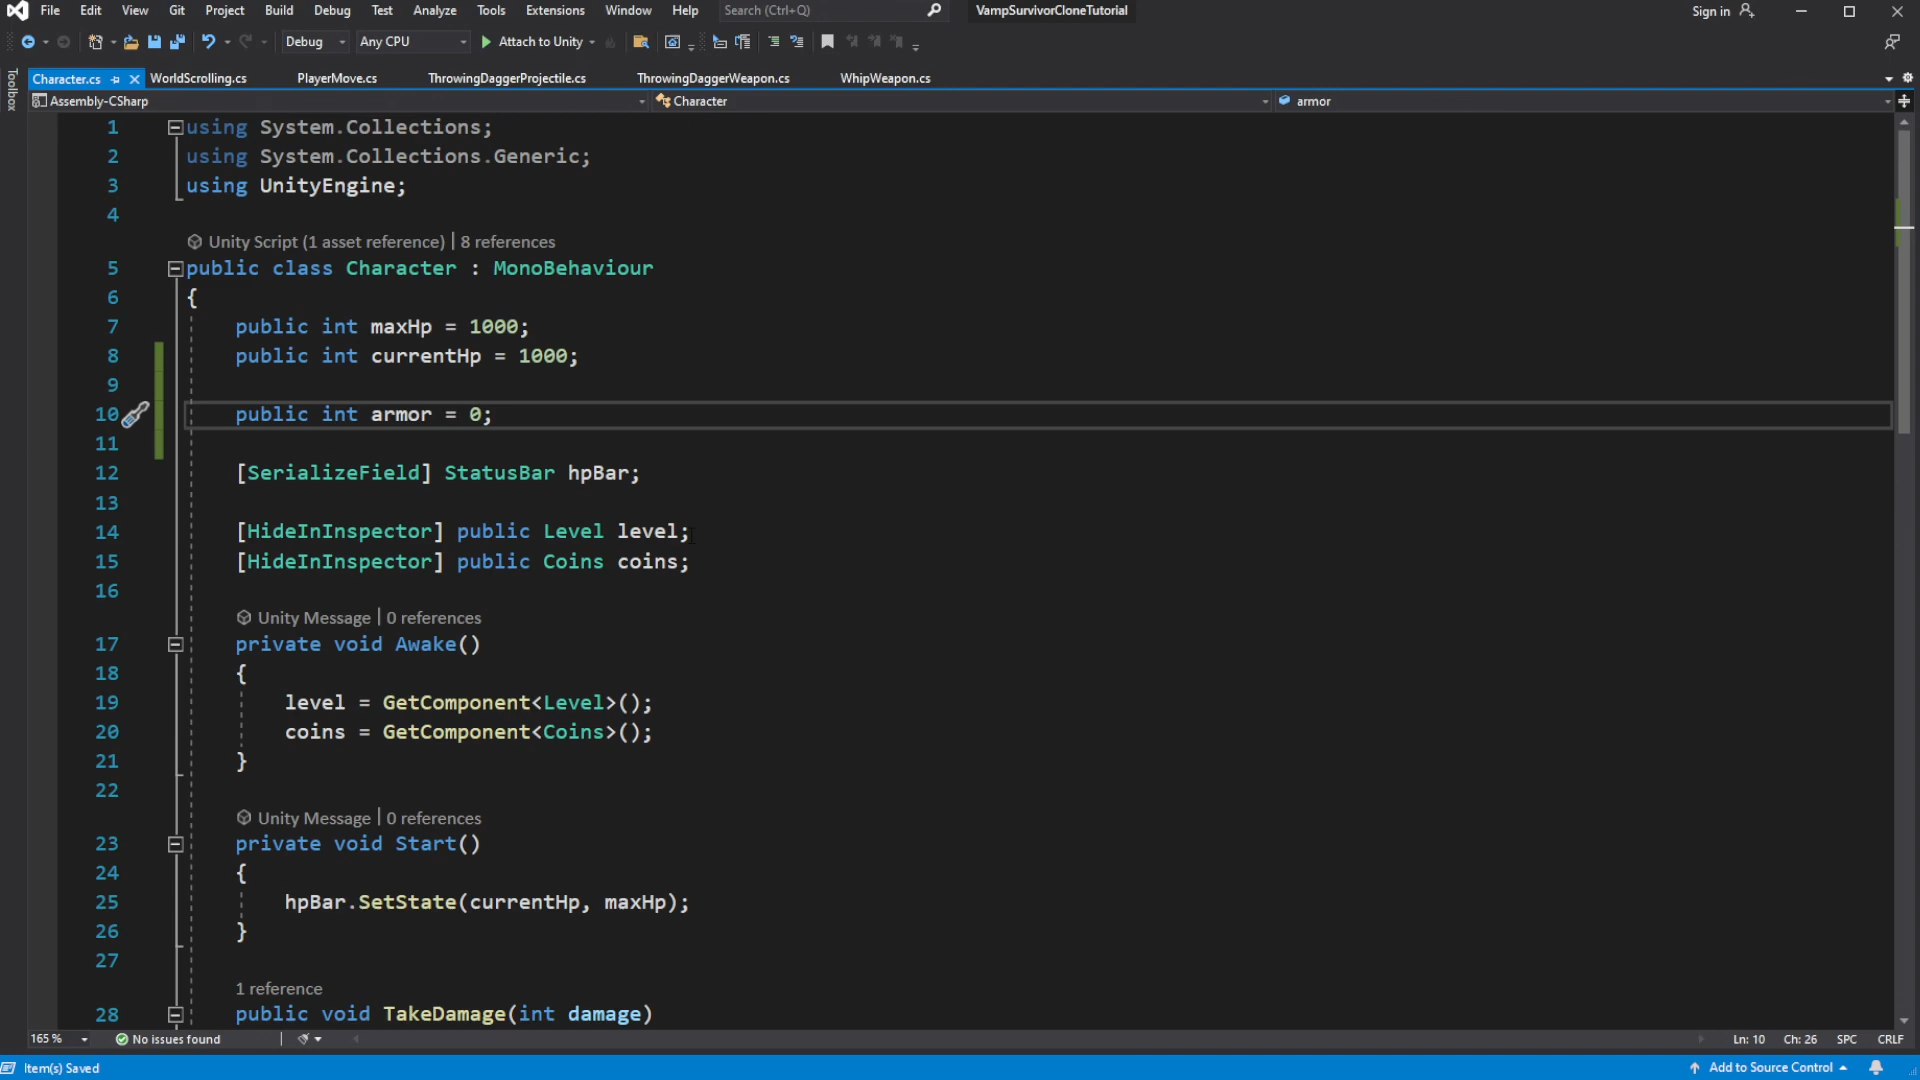 File Edit View Git Project Build Debug Test Analyze Tools Extensions Window Help Search (Ctrl+Q) VampSurvivorCloneTutorial Sign in
Debug Any CPU Attach to Unity
Character.cs WorldScrolling.cs PlayerMove.cs ThrowingDaggerProjectile.cs ThrowingDaggerWeapon.cs WhipWeapon.cs
Toolbox
Assembly-CSharp Character armor
1 using System.Collections;
2 using System.Collections.Generic;
3 using UnityEngine;
4
Unity Script (1 asset reference) | 8 references
5 public class Character : MonoBehaviour
6 {
7 public int maxHp = 1000;
8 public int currentHp = 1000;
9
10 public int armor = 0;
11
12 [SerializeField] StatusBar hpBar;
13
14 [HideInInspector] public Level level;
15 [HideInInspector] public Coins coins;
16
Unity Message | 0 references
17 private void Awake()
18 {
19 level = GetComponent<Level>();
20 coins = GetComponent<Coins>();
21 }
22
Unity Message | 0 references
23 private void Start()
24 {
25 hpBar.SetState(currentHp, maxHp);
26 }
27
1 reference
28 public void TakeDamage(int damage)
165 % No issues found Ln: 10 Ch: 26 SPC CRLF
Item(s) Saved Add to Source Control